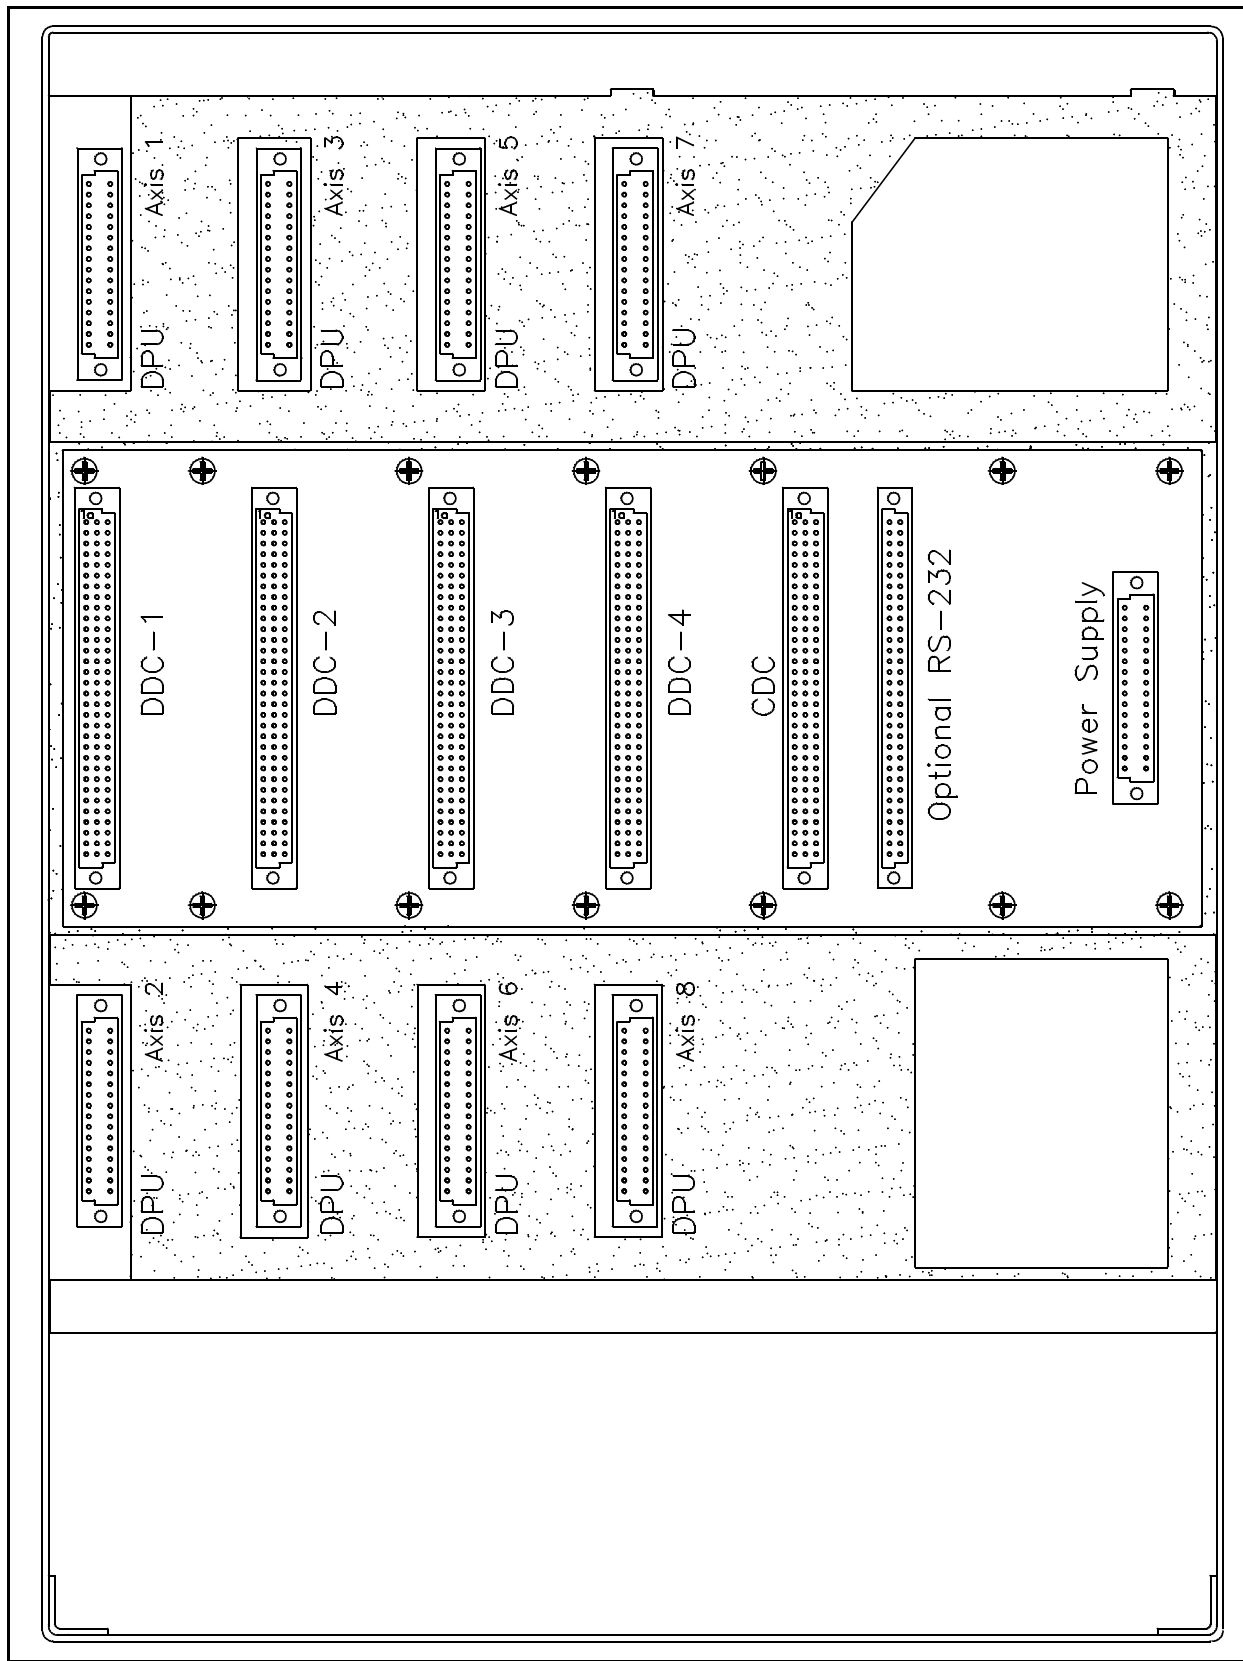 DPU Axis 1
DPU Axis 3
DPU Axis 5
DPU Axis 7
DDC-1
DDC-2
DDC-3
DDC-4
CDC
Optional RS-232
Power Supply
DPU Axis 2
DPU Axis 4
DPU Axis 6
DPU Axis 8